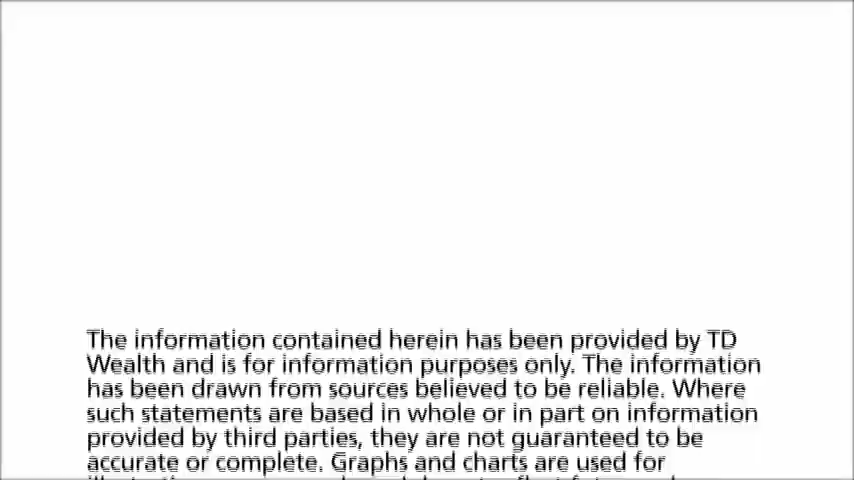 The information contained herein has been provided by TD
Wealth and is for information purposes only. The information
has been drawn from sources believed to be reliable. Where
such statements are based in whole or in part on information
provided by third parties, they are not guaranteed to be
accurate or complete. Graphs and charts are used for